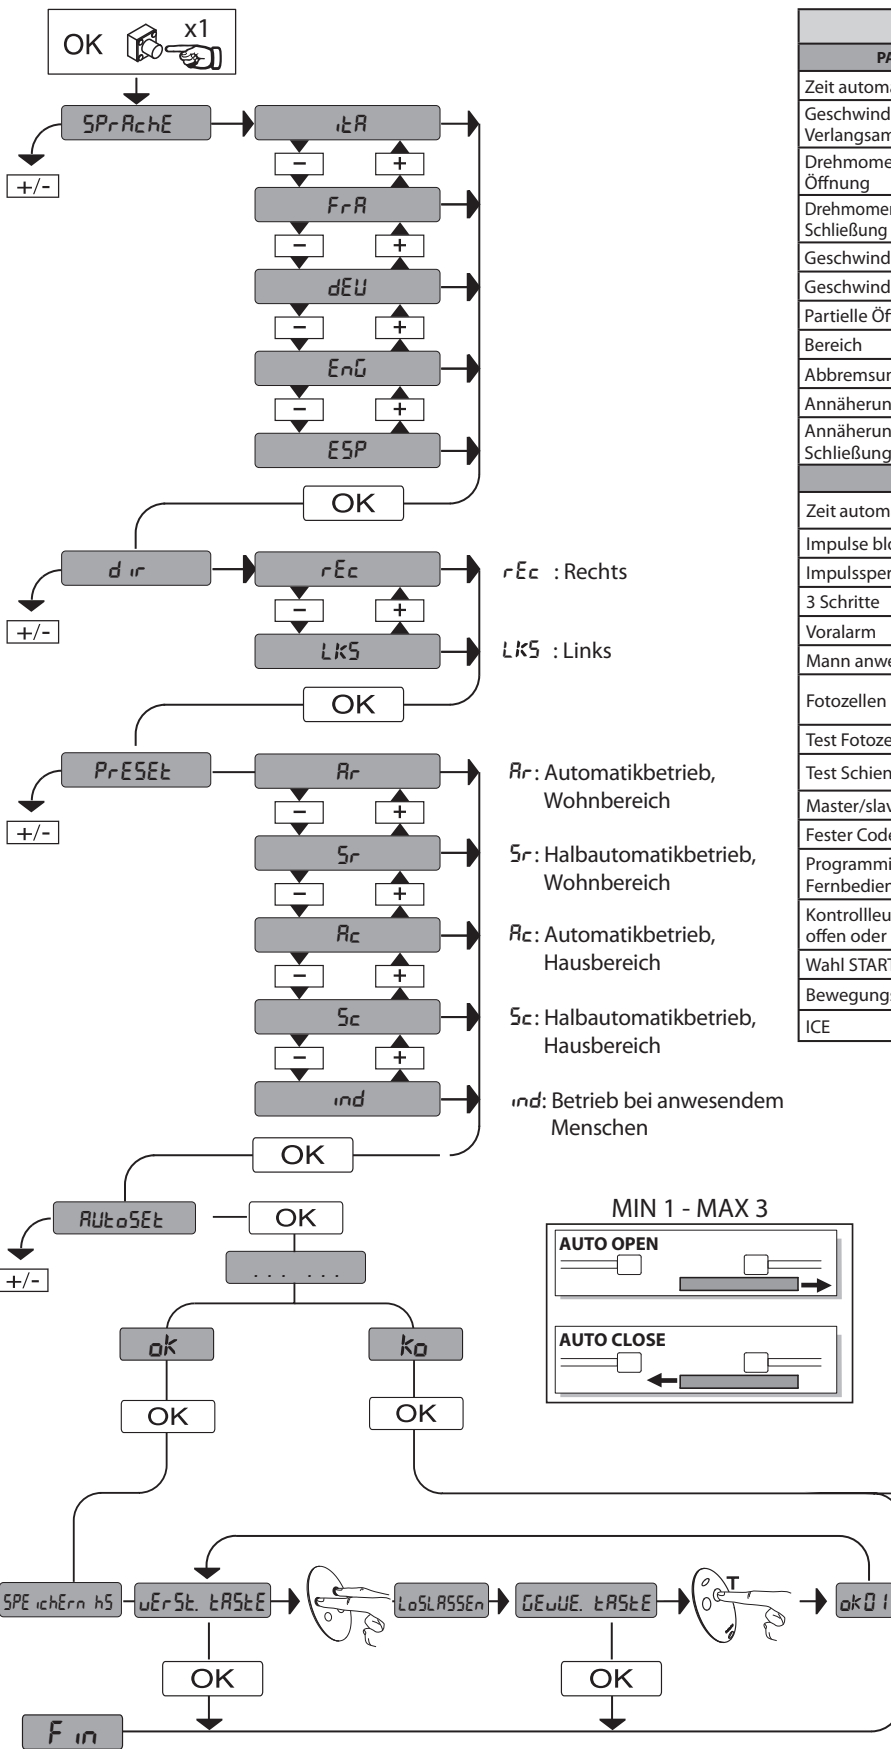 OK x1
SPrAchE
itA
+/-
- +
FrA
- +
dEU
- +
EnG
- +
ESP
OK
dir
rEc
rEc : Rechts
+/-
- +
LKS
LKS : Links
OK
PrESEt
Ar
Ar: Automatikbetrieb,
Wohnbereich
+/-
- +
Sr
Sr: Halbautomatikbetrieb,
Wohnbereich
- +
Ac
Ac: Automatikbetrieb,
Hausbereich
- +
Sc
Sc: Halbautomatikbetrieb,
Hausbereich
- +
ind
ind: Betrieb bei anwesendem
Menschen
OK
AUtoSEt
OK
+/-
... ...
ok
Ko
OK
OK
MIN 1 - MAX 3
AUTO OPEN
AUTO CLOSE
SPEichErn hS
vErSt. tAStE
LoSLASSEn
GEwUE. tAStE
T
ok01
OK
OK
Fin
PA
Zeit automa
Geschwind
Verlangsam
Drehmome
Öffnung
Drehmomen
Schließung
Geschwind
Geschwind
Partielle Öf
Bereich
Abbremsun
Annäherun
Annäherun
Schließung
Zeit autom
Impulse blo
Impulssper
3 Schritte
Voralarm
Mann anwe
Fotozellen
Test Fotoze
Test Schien
Master/slav
Fester Code
Programmi
Fernbedien
Kontrollleu
offen oder
Wahl START
Bewegungs
ICE